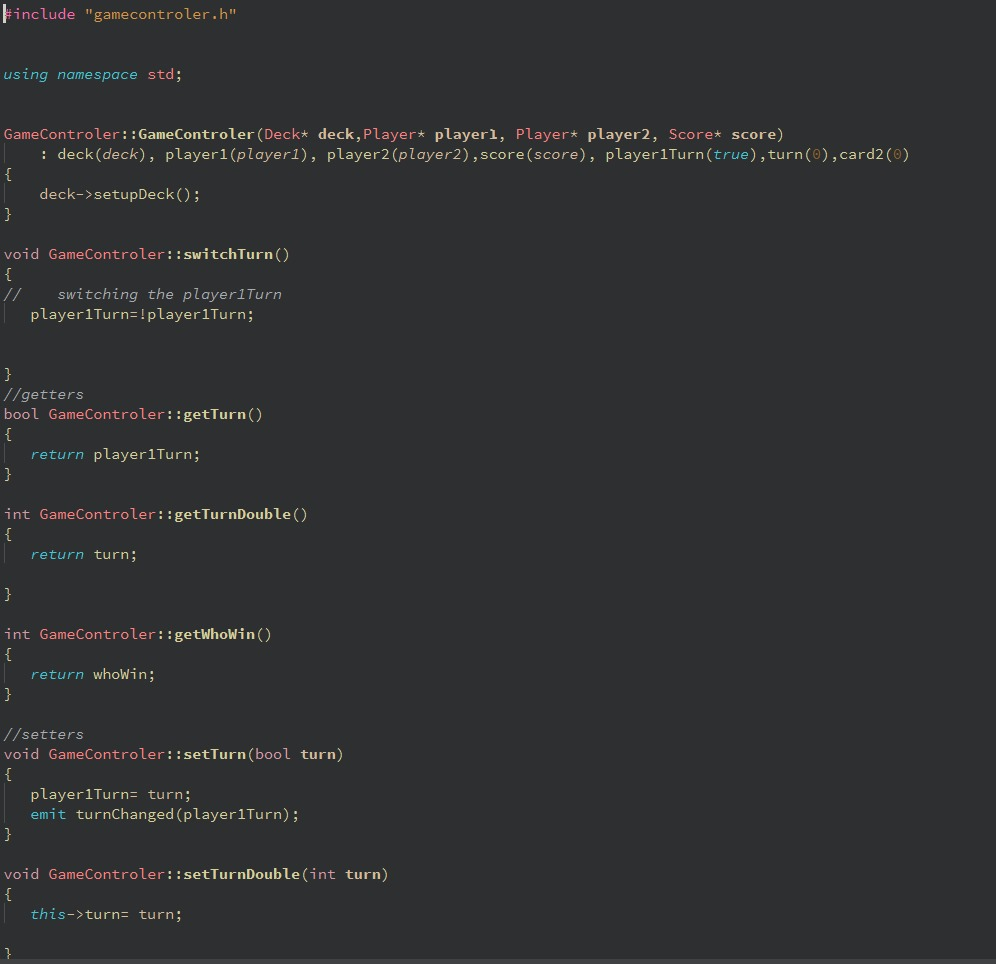 #include "gamecontroler.h"
using namespace std;
GameControler::GameControler(Deck* deck,Player* player1, Player* player2, Score* score)
: deck(deck), player1(player1), player2(player2),score(score), player1Turn(true),turn(0),card2(0)
{
deck->setupDeck();
}
void GameControler::switchTurn()
{
//    switching the player1Turn
player1Turn=!player1Turn;
}
//getters
bool GameControler::getTurn()
{
return player1Turn;
}
int GameControler::getTurnDouble()
{
return turn;
}
int GameControler::getWhoWin()
{
return whoWin;
}
//setters
void GameControler::setTurn(bool turn)
{
player1Turn= turn;
emit turnChanged(player1Turn);
}
void GameControler::setTurnDouble(int turn)
{
this->turn= turn;
}